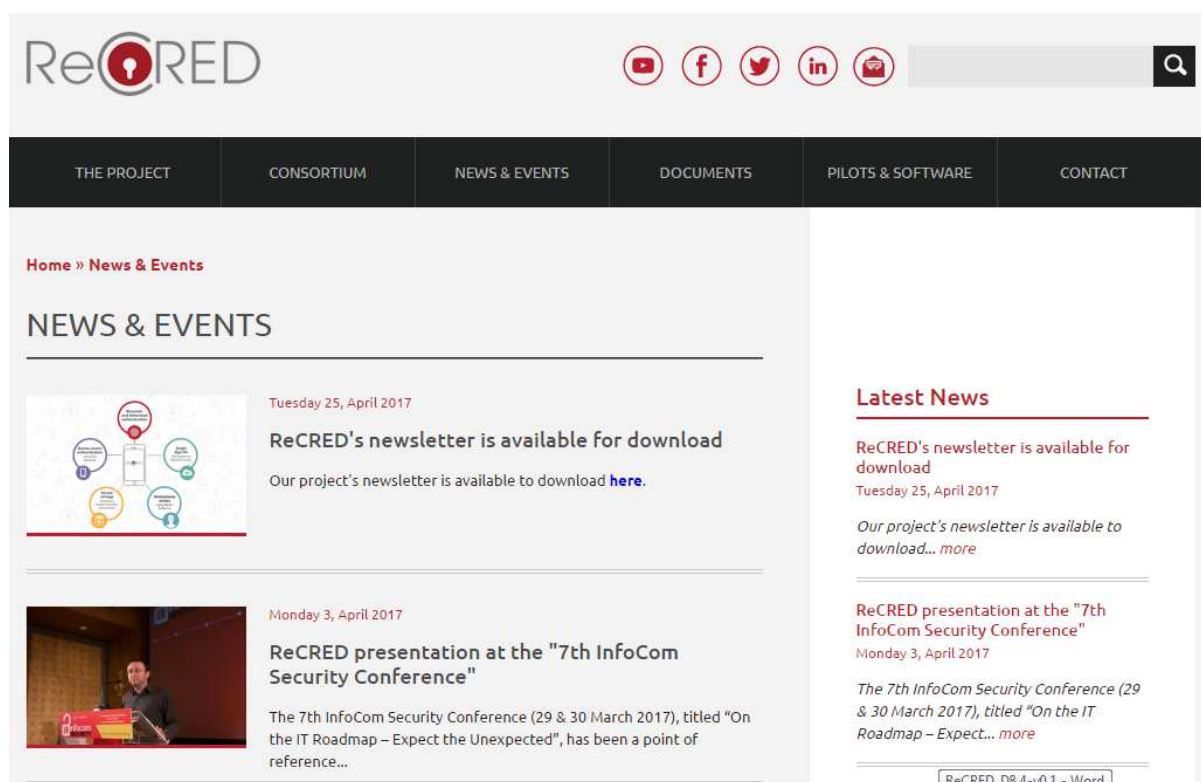 ReCRED
THE PROJECT
CONSORTIUM
NEWS & EVENTS
DOCUMENTS
PILOTS & SOFTWARE
CONTACT
Home » News & Events
NEWS & EVENTS
Tuesday 25, April 2017
ReCRED's newsletter is available for download
Our project's newsletter is available to download here.
Monday 3, April 2017
ReCRED presentation at the "7th InfoCom
Security Conference"
The 7th InfoCom Security Conference (29 & 30 March 2017), titled “On
the IT Roadmap – Expect the Unexpected”, has been a point of
reference...
Latest News
ReCRED's newsletter is available for
download
Tuesday 25, April 2017
Our project's newsletter is available to
download... more
ReCRED presentation at the "7th
InfoCom Security Conference"
Monday 3, April 2017
The 7th InfoCom Security Conference (29
& 30 March 2017), titled “On the IT
Roadmap – Expect... more
ReCRED_D8.4-v0.1 - Word